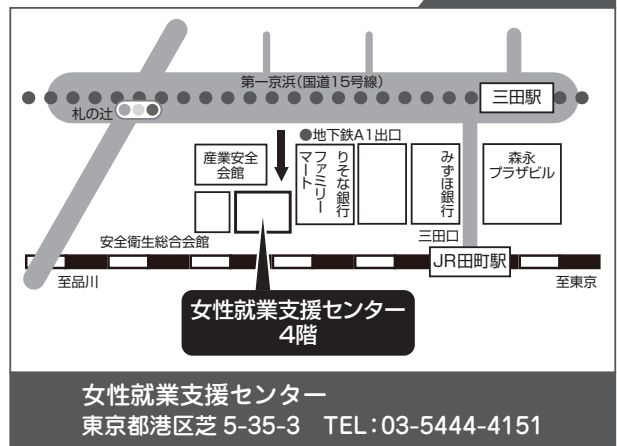 第一京浜(国道15号線)
三田駅
札の辻
●地下鉄A1出口
産業安全
会館
ファミリー
マート
りそな銀行
みずほ銀行
森永
プラザビル
安全衛生総合会館
三田口
JR田町駅
至品川
至東京
女性就業支援センター
4階
女性就業支援センター
東京都港区芝 5-35-3 TEL:03-5444-4151